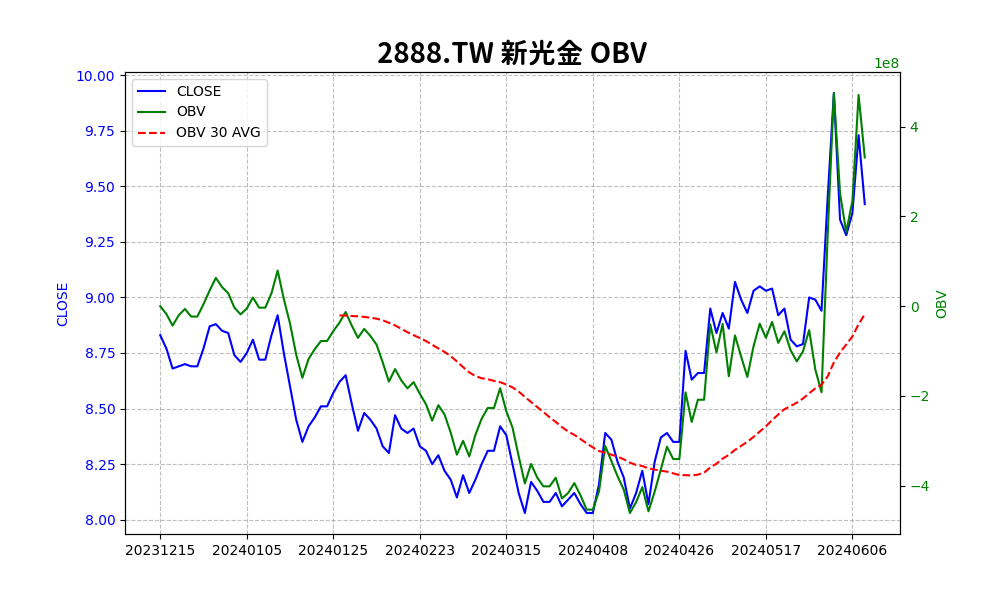 2888.TW 新光金 OBV
1e8
CLOSE
OBV
OBV 30 AVG
10.00
9.75
9.50
9.25
9.00
8.75
8.50
8.25
8.00
CLOSE
4
2
0
−2
−4
OBV
20231215 20240105 20240125 20240223 20240315 20240408 20240426 20240517 20240606